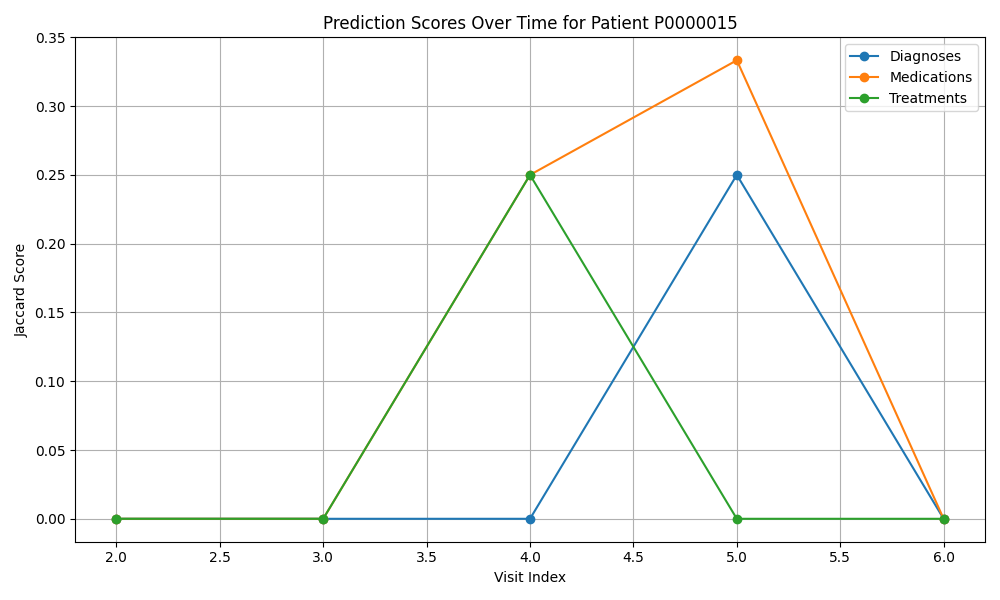 Prediction Scores Over Time for Patient P0000015
Diagnoses
Medications
Treatments
Jaccard Score
0.35
0.30
0.25
0.20
0.15
0.10
0.05
0.00
2.0 2.5 3.0 3.5 4.0 4.5 5.0 5.5 6.0
Visit Index